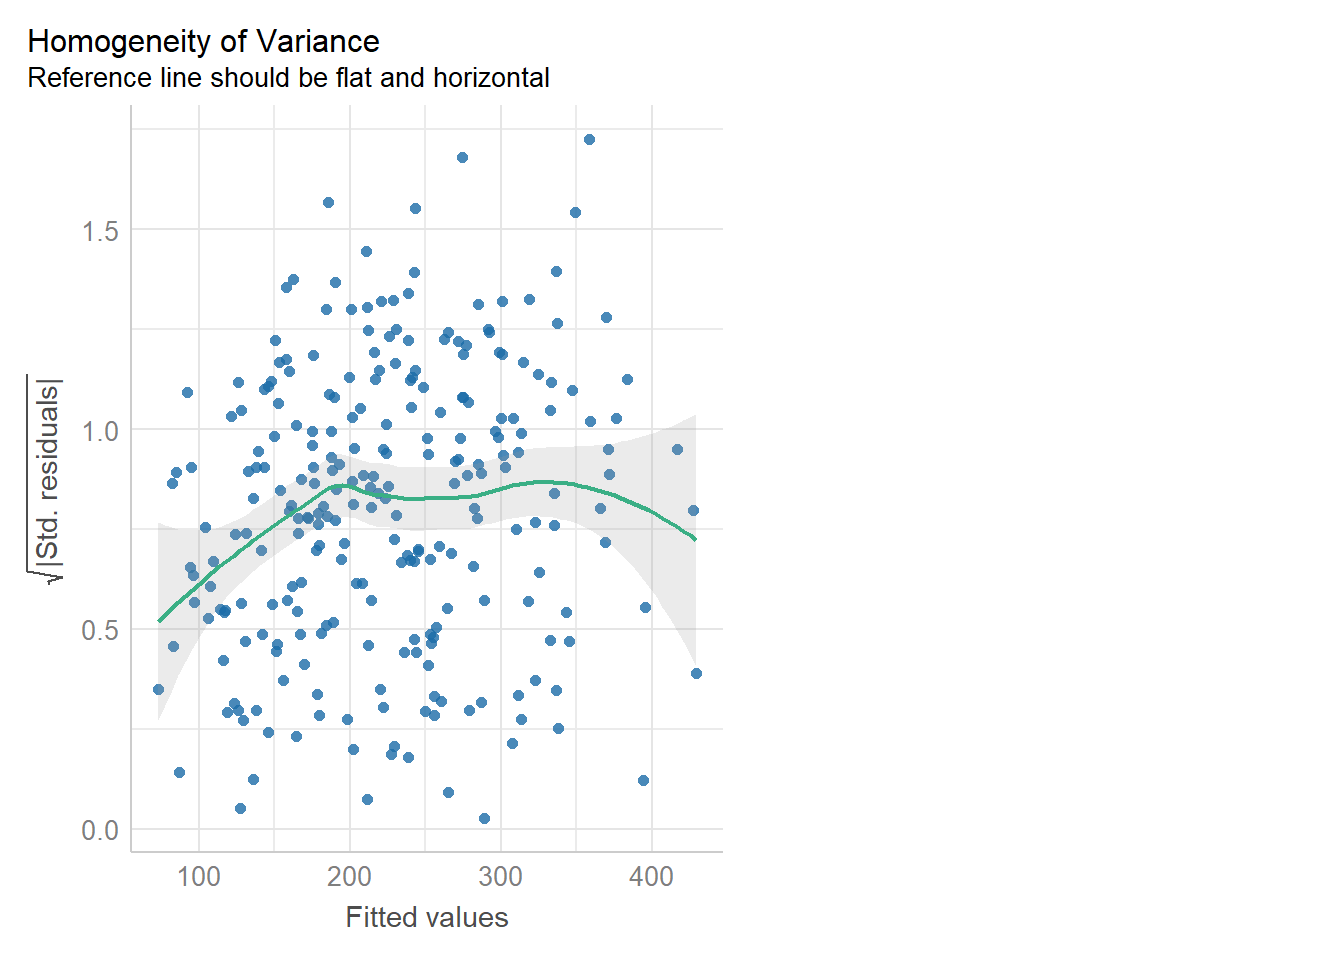 Homogeneity of Variance
Reference line should be flat and horizontal
√|Std. residuals|
1.5
1.0
0.5
0.0
100 200 300 400
Fitted values